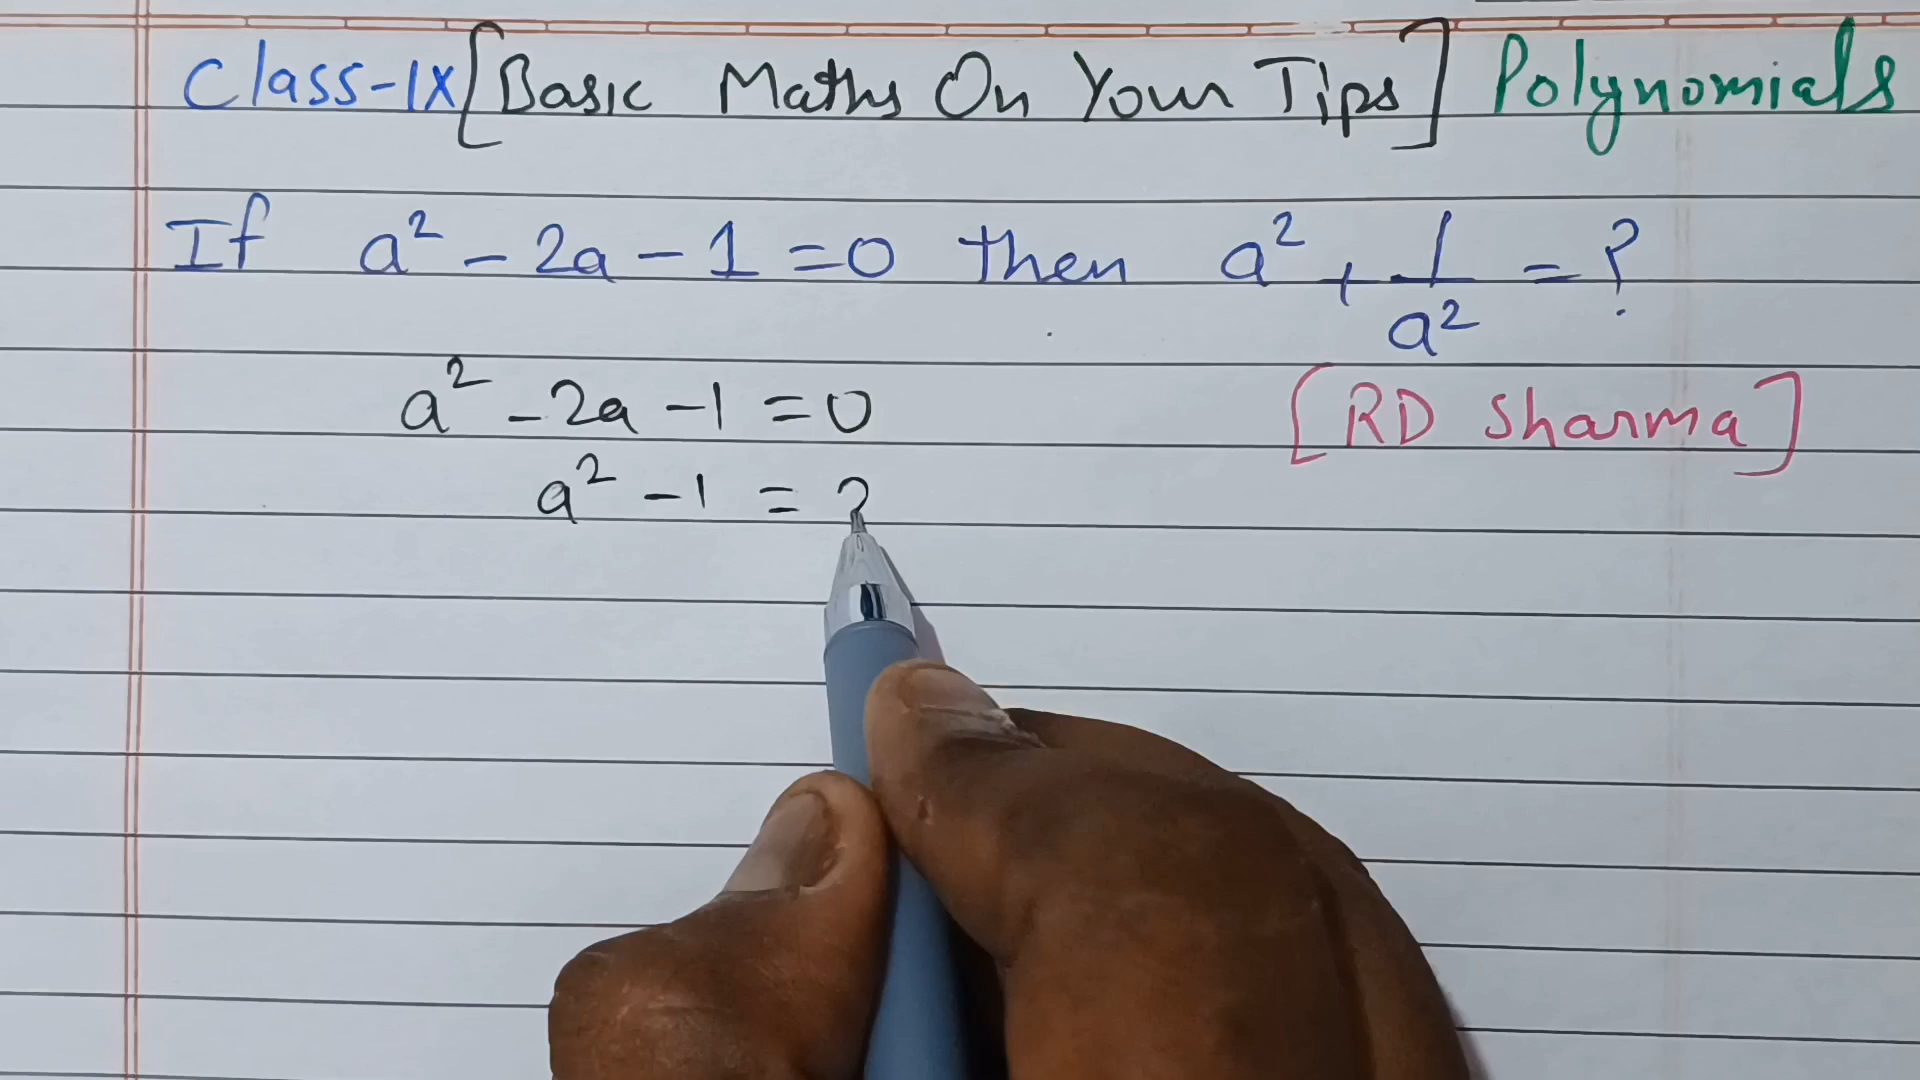 Class-IX [Basic Maths On Your Tips] Polynomials
If a² - 2a - 1 = 0 then a² + 1/a² = ?
[RD Sharma]
a² - 2a - 1 = 0
a² - 1 = 2